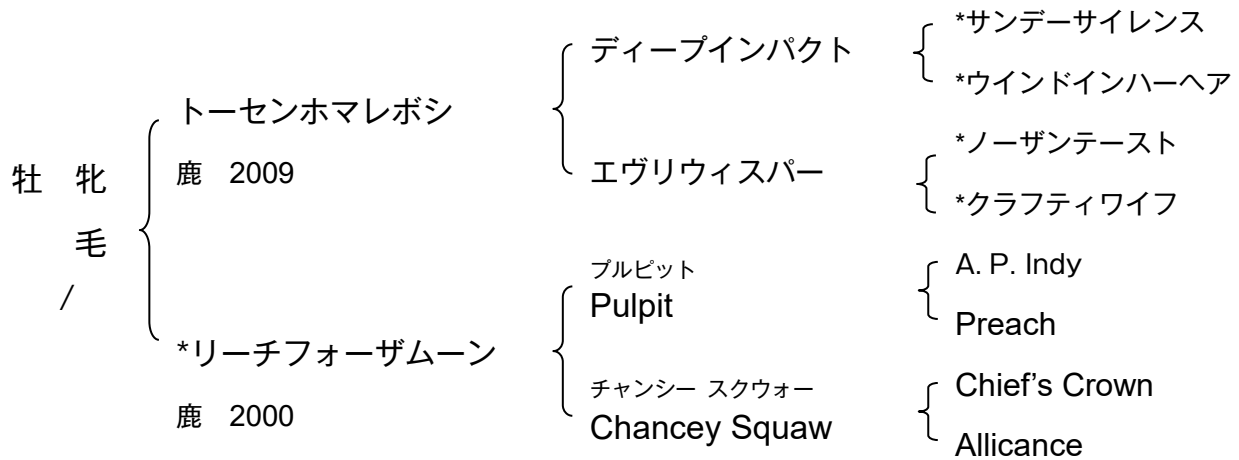 牡 牝
毛
/
トーセンホマレボシ
鹿 2009
*リーチフォーザムーン
鹿 2000
ディープインパクト
エヴリウィスパー
プルピット
Pulpit
チャンシー スクウォー
Chancey Squaw
*サンデーサイレンス
*ウインドインハーヘア
*ノーザンテースト
*クラフティワイフ
A. P. Indy
Preach
Chief's Crown
Allicance